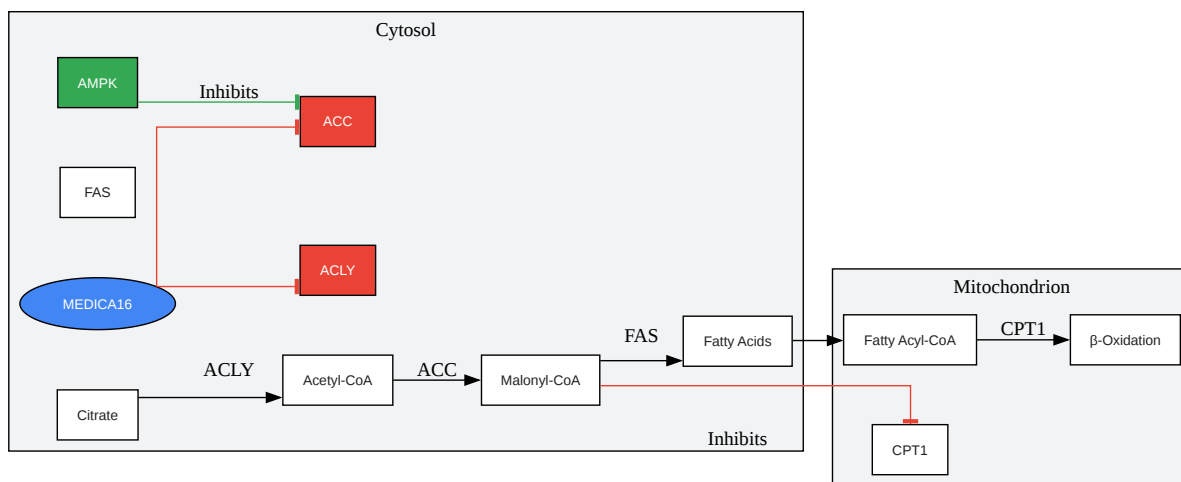 Cytosol
AMPK
Inhibits
ACC
FAS
ACLY
MEDICA16
Mitochondrion
Citrate
ACLY
Acetyl-CoA
ACC
Malonyl-CoA
FAS
Fatty Acids
Fatty Acyl-CoA
CPT1
β-Oxidation
Inhibits
CPT1